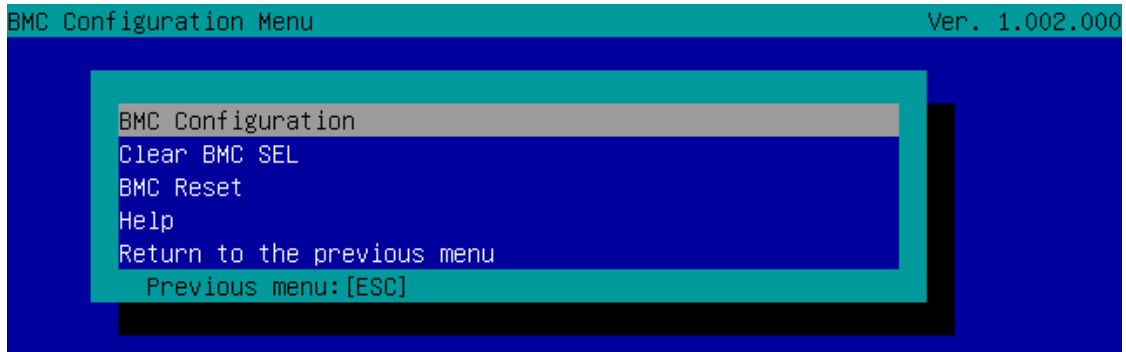 BMC Configuration Menu Ver. 1.002.000
BMC Configuration
Clear BMC SEL
BMC Reset
Help
Return to the previous menu
Previous menu:[ESC]